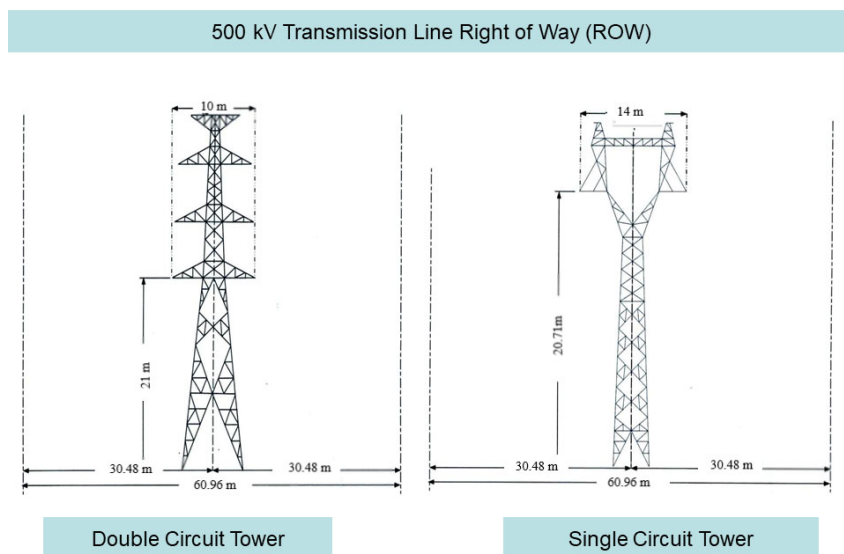 500 kV Transmission Line Right of Way (ROW)
10 m
14 m
21 m
20.71m
30.48 m
30.48 m
60.96 m
30.48 m
30.48 m
60.96 m
Double Circuit Tower
Single Circuit Tower